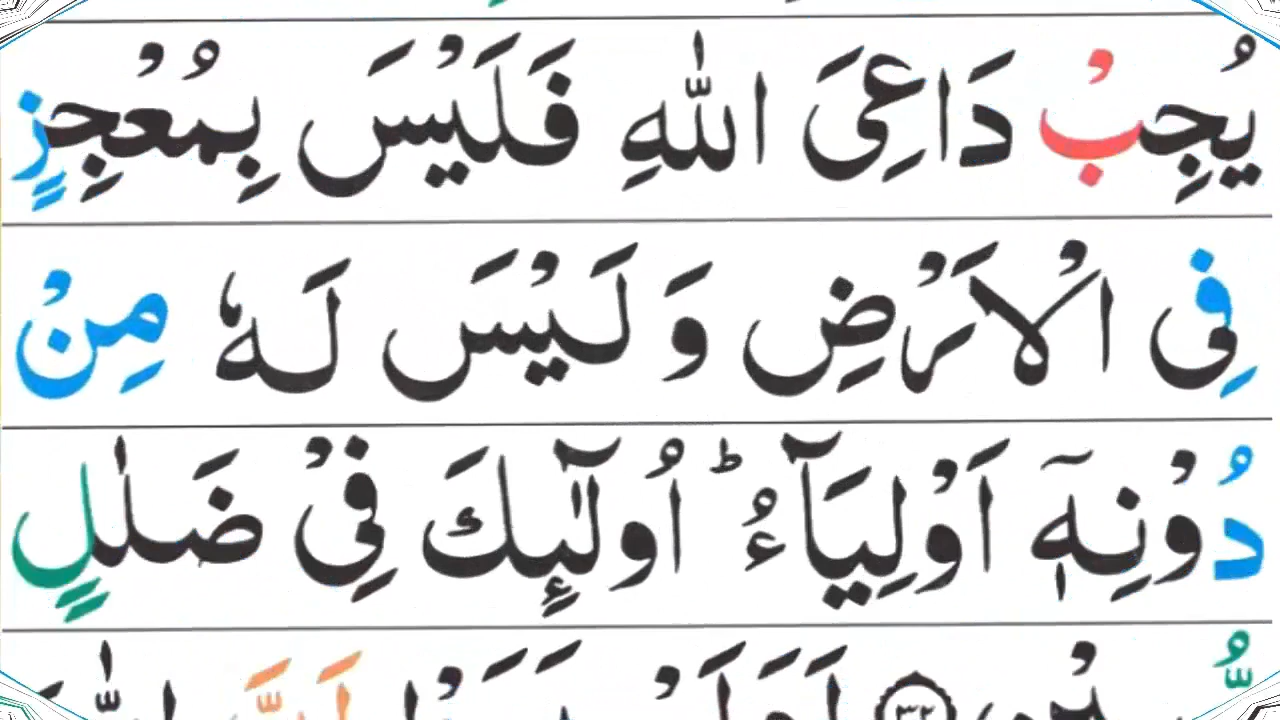 يُجِبْ دَاعِىَ اللّٰهِ فَلَيْسَ بِمُعْجِزٍ
فِى الْاَرْضِ وَ لَيْسَ لَهٗ مِنْ
دُوْنِهٖۤ اَوْلِيَآءُ ؕ اُولٰٓئِكَ فِىْ ضَلٰلٍ